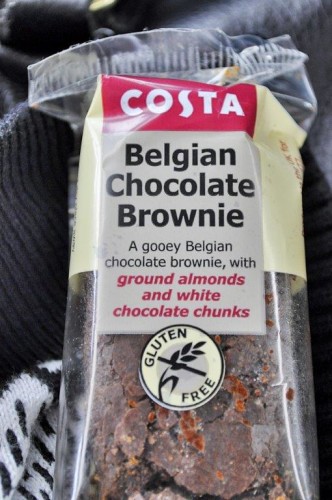 COSTA
Belgian
Chocolate
Brownie
A gooey Belgian
chocolate brownie, with
ground almonds
and white
chocolate chunks
GLUTEN
FREE